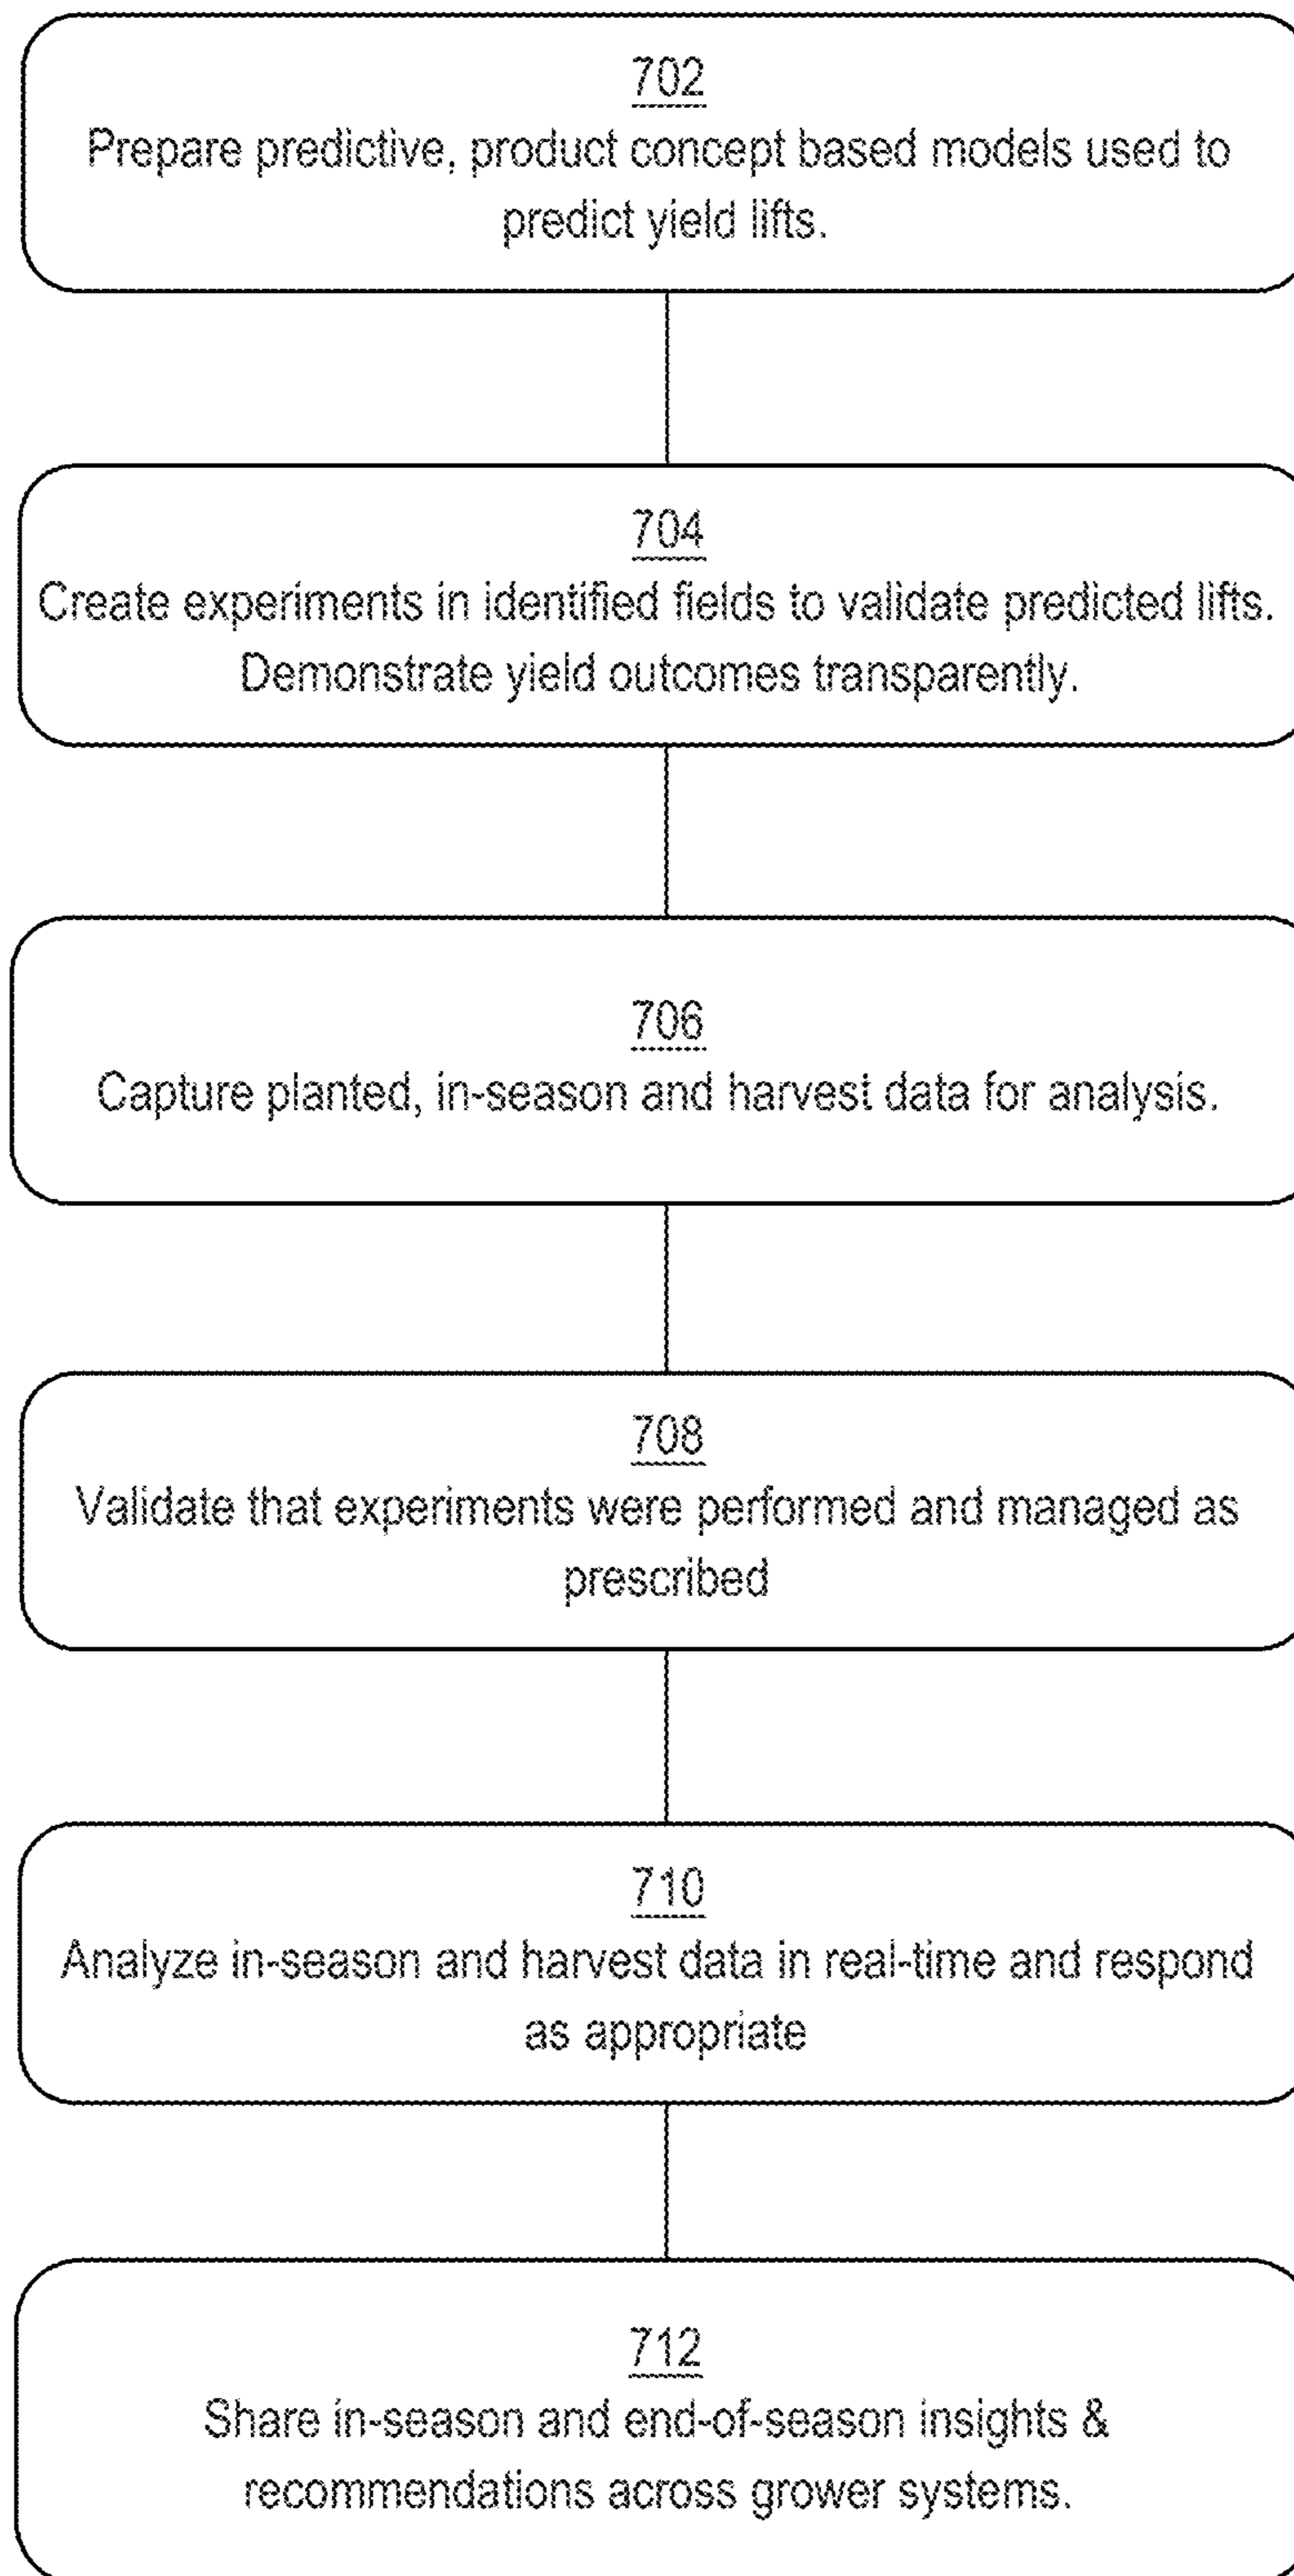 702
Prepare predictive, product concept based models used to
predict yield lifts.
704
Create experiments in identified fields to validate predicted lifts.
Demonstrate yield outcomes transparently.
706
Capture planted, in-season and harvest data for analysis.
708
Validate that experiments were performed and managed as
prescribed
710
Analyze in-season and harvest data in real-time and respond
as appropriate
712
Share in-season and end-of-season insights &
recommendations across grower systems.